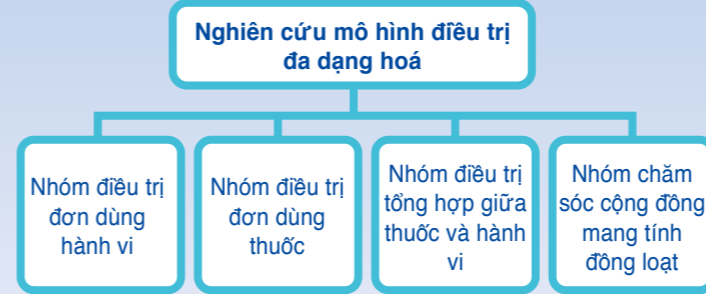 Nghiên cứu mô hình điều trị
đa dạng hoá
Nhóm điều trị
đơn dùng
hành vi
Nhóm điều trị
đơn dùng
thuốc
Nhóm điều trị
tổng hợp giữa
thuốc và hành
vi
Nhóm chăm
sóc cộng đồng
mang tính
đồng loạt